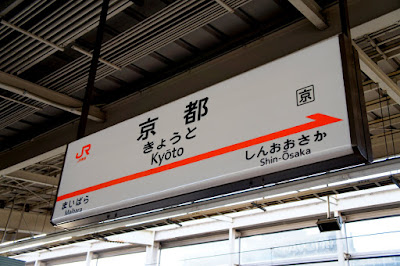 JR
京都
京
きょうと
Kyōto
しんおおさか
Shin-Ōsaka
まいばら
Maibara